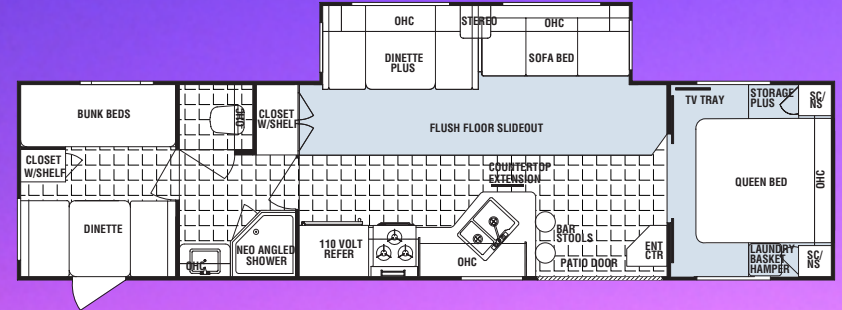 OHC
STEREO
OHC
DINETTE
PLUS
SOFA BED
BUNK BEDS
OHC
CLOSET
W/SHELF
FLUSH FLOOR SLIDEOUT
TV TRAY
STORAGE
PLUS
SC/
NS
CLOSET
W/SHELF
COUNTERTOP
EXTENSION
QUEEN BED
OHC
DINETTE
NEO ANGLED
SHOWER
OHC
110 VOLT
REFER
OHC
BAR
STOOLS
PATIO DOOR
ENT
CTR
LAUNDRY
BASKET
HAMPER
SC/
NS